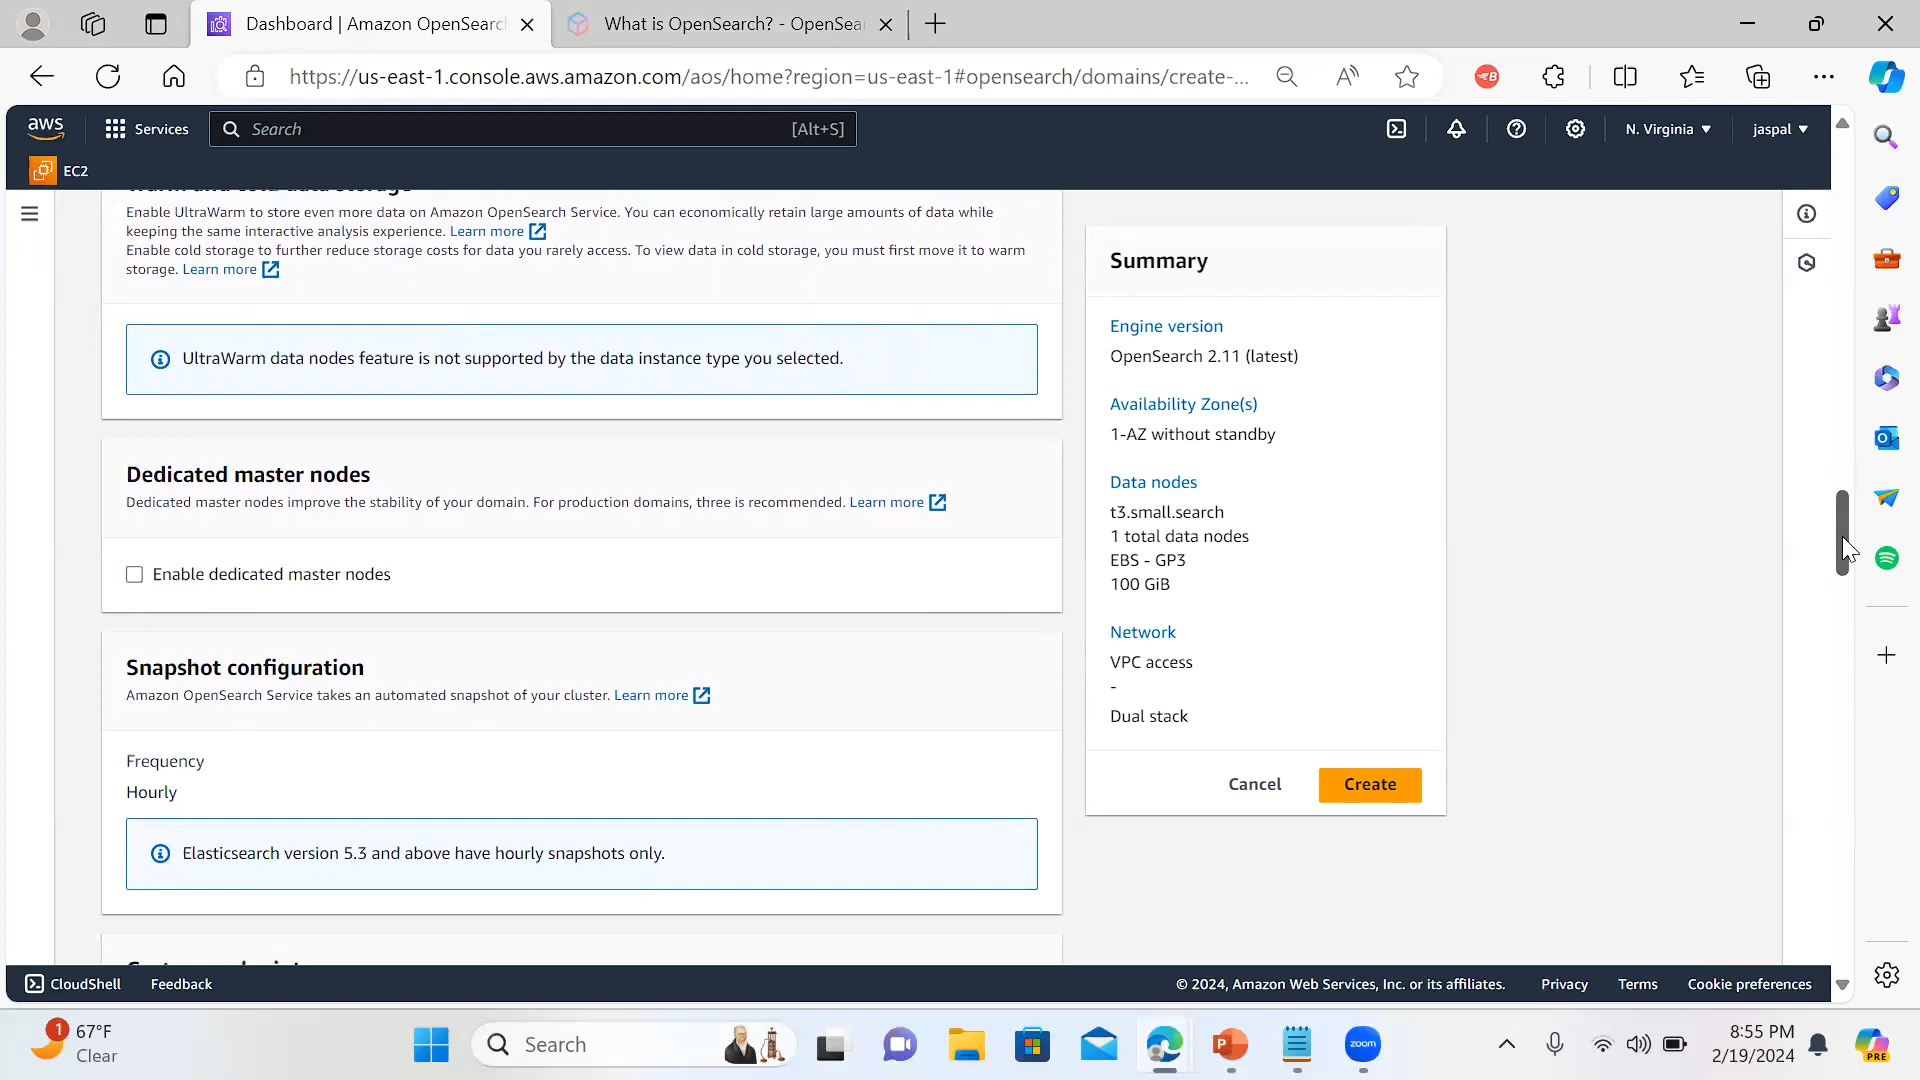 Dashboard | Amazon OpenSearc
What is OpenSearch? - OpenSea
https://us-east-1.console.aws.amazon.com/aos/home?region=us-east-1#opensearch/domains/create-...
aws
Services
Search
[Alt+S]
N. Virginia
jaspal
EC2
Enable UltraWarm to store even more data on Amazon OpenSearch Service. You can economically retain large amounts of data while
keeping the same interactive analysis experience. Learn more
Enable cold storage to further reduce storage costs for data you rarely access. To view data in cold storage, you must first move it to warm
storage. Learn more
UltraWarm data nodes feature is not supported by the data instance type you selected.
Dedicated master nodes
Dedicated master nodes improve the stability of your domain. For production domains, three is recommended. Learn more
Enable dedicated master nodes
Snapshot configuration
Amazon OpenSearch Service takes an automated snapshot of your cluster. Learn more
Frequency
Hourly
Elasticsearch version 5.3 and above have hourly snapshots only.
Summary
Engine version
OpenSearch 2.11 (latest)
Availability Zone(s)
1-AZ without standby
Data nodes
t3.small.search
1 total data nodes
EBS - GP3
100 GiB
Network
VPC access
-
Dual stack
Cancel
Create
CloudShell
Feedback
© 2024, Amazon Web Services, Inc. or its affiliates.
Privacy
Terms
Cookie preferences
1
67°F
Clear
Search
zoom
8:55 PM
2/19/2024
PRE